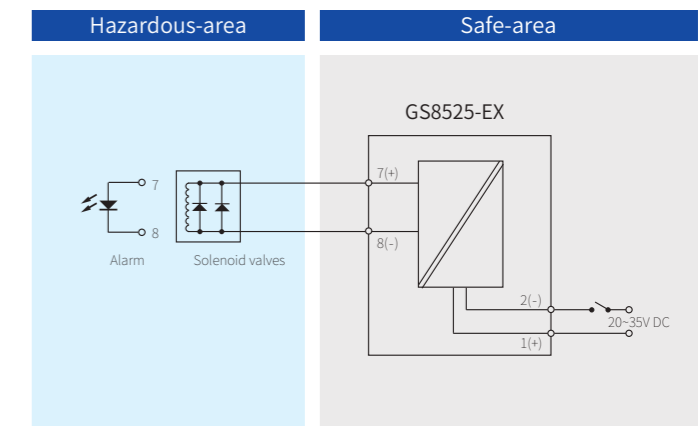 Hazardous-area
Safe-area
GS8525-EX
7(+)
7
8
8(-)
Alarm
Solenoid valves
2(-)
20~35V DC
1(+)